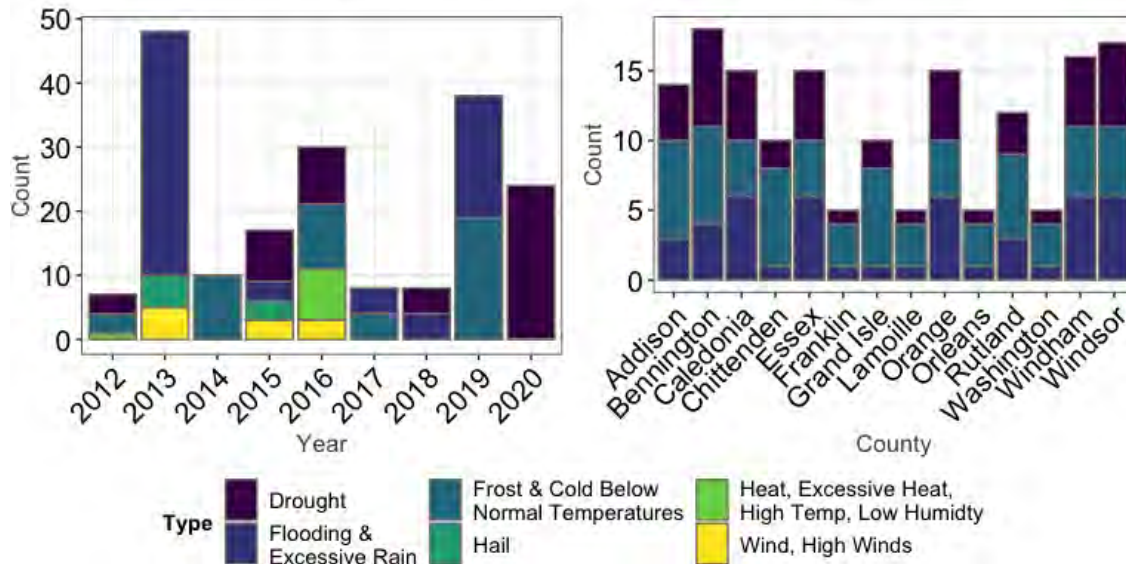 50
40
30
20
10
0
Count
2012
2013
2014
2015
2016
2017
2018
2019
2020
Year
15
10
5
0
Count
Addison
Bennington
Caledonia
Chittenden
Essex
Franklin
Grand Isle
Lamoille
Orange
Orleans
Rutland
Washington
Windham
Windsor
County
Type
Drought
Flooding &
Excessive Rain
Frost & Cold Below
Normal Temperatures
Hail
Heat, Excessive Heat,
High Temp, Low Humidty
Wind, High Winds